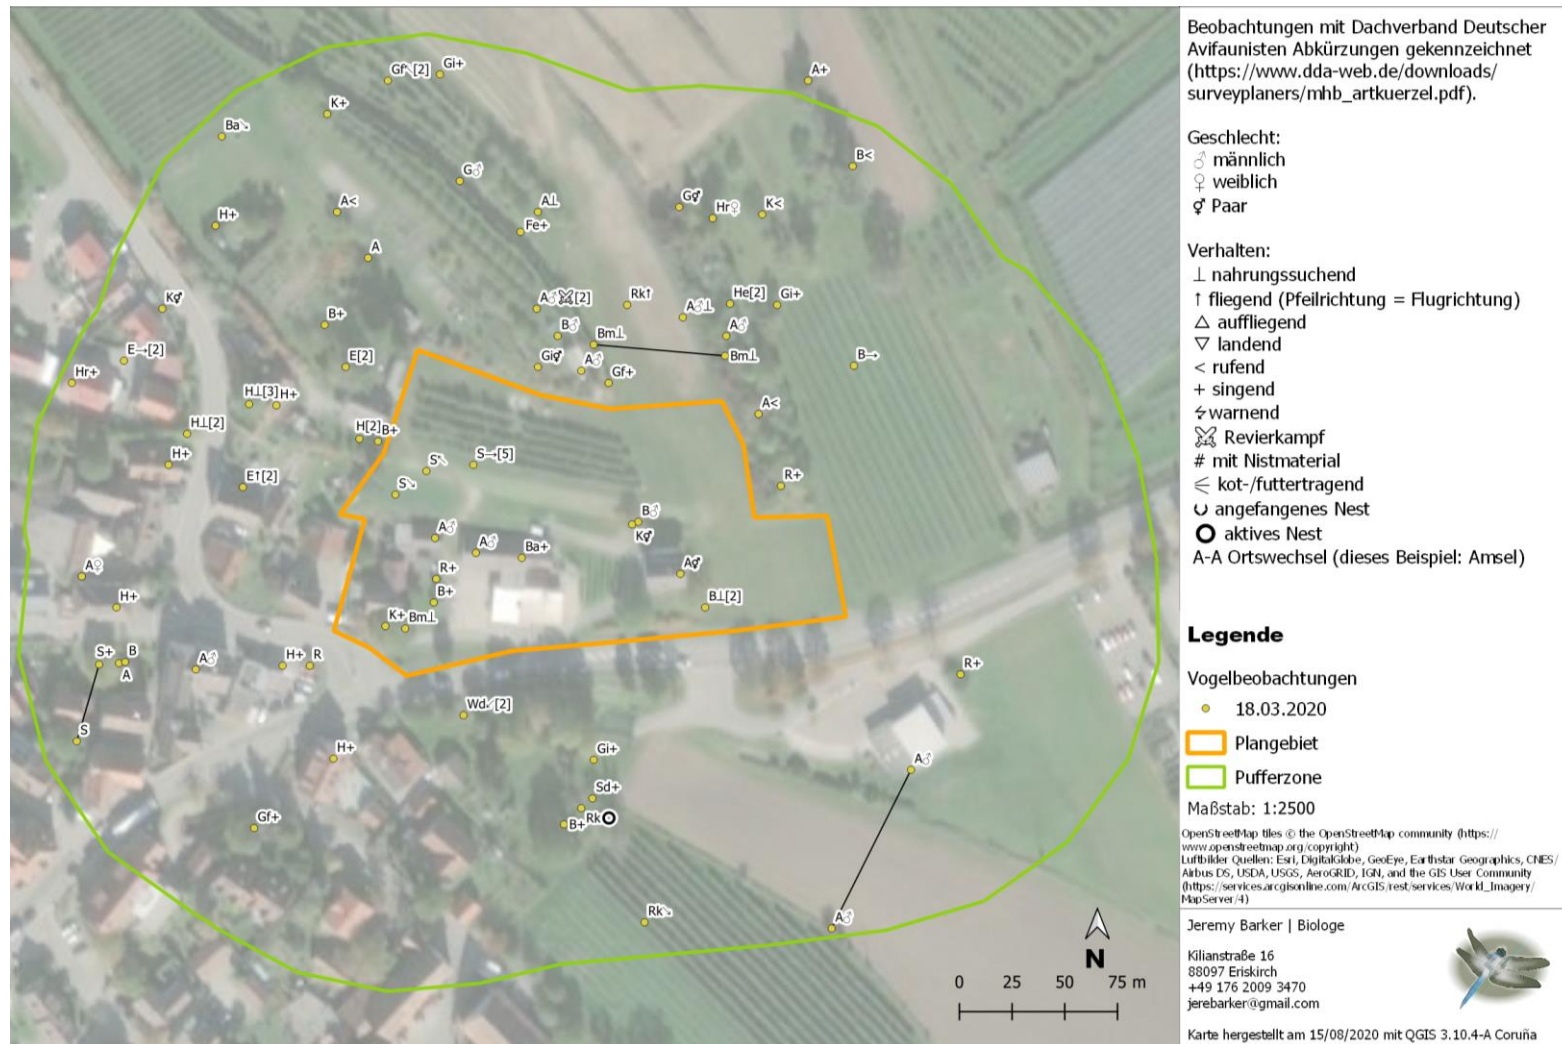 Gf↖[2]
Gi+
A+
K+
Ba↘
B<
G♂
A<
A⊥
G⚥
Hr♀
K<
H+
Fe+
A
K⚥
A♂[2]
Rk↑
A♂⊥
He[2]
Gi+
B+
B♂
A♂
Bm⊥
Bm⊥
E→[2]
E[2]
Gi⚥
A♂
Gf+
B→
Hr+
H⊥[3]
H+
A<
H⊥[2]
H[2]
B+
H+
S↖
S→[5]
E↑[2]
S↘
R+
A♂
B♂
K⚥
A♂
Ba+
A♀
R+
A⚥
H+
B+
B⊥[2]
K+
Bm⊥
S+
B
A
A♂
H+
R
R+
Wd↙[2]
S
H+
Gi+
A♂
Sd+
Gf+
B+
Rk
Rk↘
A♂
N
0 25 50 75 m
Beobachtungen mit Dachverband Deutscher
Avifaunisten Abkürzungen gekennzeichnet
(https://www.dda-web.de/downloads/
surveyplaners/mhb_artkuerzel.pdf).
Geschlecht:
♂ männlich
♀ weiblich
⚥ Paar
Verhalten:
⊥ nahrungssuchend
↑ fliegend (Pfeilrichtung = Flugrichtung)
△ auffliegend
▽ landend
< rufend
+ singend
warnend
Revierkampf
# mit Nistmaterial
kot-/futtertragend
angefangenes Nest
aktives Nest
A-A Ortswechsel (dieses Beispiel: Amsel)
Legende
Vogelbeobachtungen
18.03.2020
Plangebiet
Pufferzone
Maßstab: 1:2500
OpenStreetMap tiles © the OpenStreetMap community (https://
www.openstreetmap.org/copyright)
Luftbilder Quellen: Esri, DigitalGlobe, GeoEye, Earthstar Geographics, CNES/
Airbus DS, USDA, USGS, AeroGRID, IGN, and the GIS User Community
(https://services.arcgisonline.com/ArcGIS/rest/services/World_Imagery/
MapServer/4)
Jeremy Barker | Biologe
Kilianstraße 16
88097 Eriskirch
+49 176 2009 3470
jerebarker@gmail.com
Karte hergestellt am 15/08/2020 mit QGIS 3.10.4-A Coruña